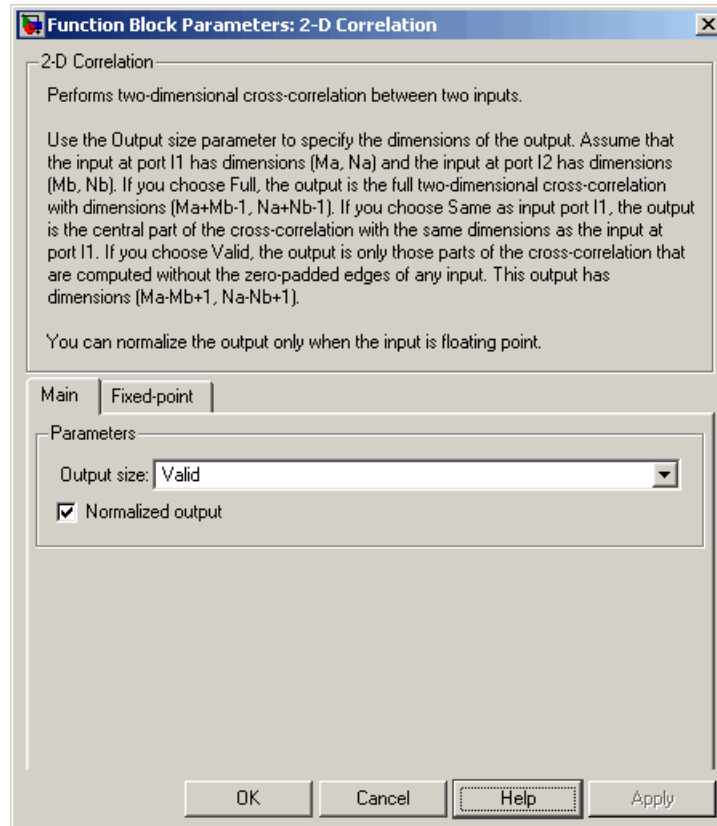 Function Block Parameters: 2-D Correlation
2-D Correlation
Performs two-dimensional cross-correlation between two inputs.
Use the Output size parameter to specify the dimensions of the output. Assume that
the input at port I1 has dimensions (Ma, Na) and the input at port I2 has dimensions
(Mb, Nb). If you choose Full, the output is the full two-dimensional cross-correlation
with dimensions (Ma+Mb-1, Na+Nb-1). If you choose Same as input port I1, the output
is the central part of the cross-correlation with the same dimensions as the input at
port I1. If you choose Valid, the output is only those parts of the cross-correlation that
are computed without the zero-padded edges of any input. This output has
dimensions (Ma-Mb+1, Na-Nb+1).
You can normalize the output only when the input is floating point.
Main Fixed-point
Parameters
Output size: Valid
Normalized output
OK Cancel Help Apply